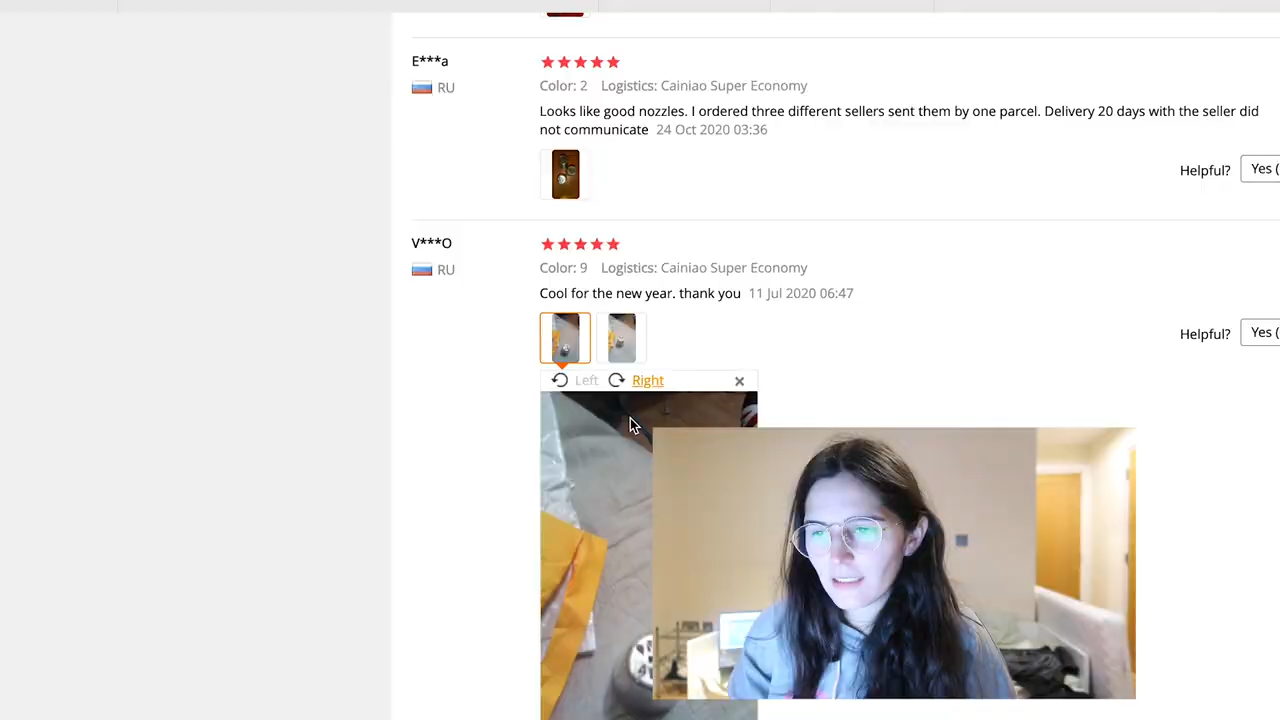 E***a
RU
Color: 2 Logistics: Cainiao Super Economy
Looks like good nozzles. I ordered three different sellers sent them by one parcel. Delivery 20 days with the seller did
not communicate 24 Oct 2020 03:36
Helpful? Yes (
V***O
RU
Color: 9 Logistics: Cainiao Super Economy
Cool for the new year. thank you 11 Jul 2020 06:47
Helpful? Yes (
Left Right